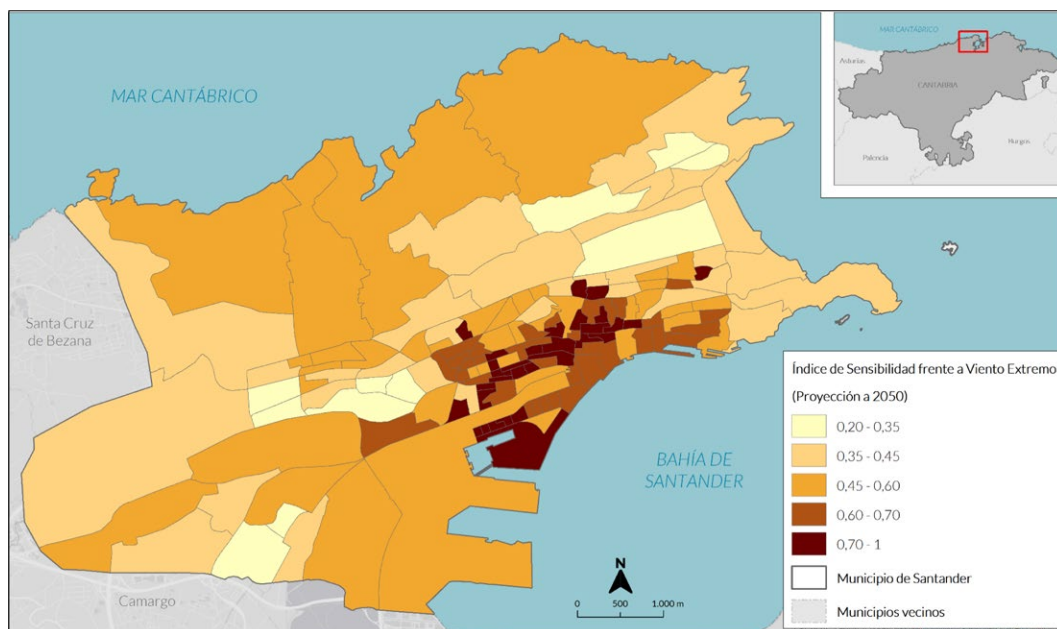 MAR CANTÁBRICO
MAR CANTÁBRICO
Asturias
CANTABRIA
Burgos
Palencia
Santa Cruz
de Bezana
BAHÍA DE
SANTANDER
Camargo
N
0 500 1.000 m
Índice de Sensibilidad frente a Viento Extremo
(Proyección a 2050)
0,20 - 0,35
0,35 - 0,45
0,45 - 0,60
0,60 - 0,70
0,70 - 1
Municipio de Santander
Municipios vecinos